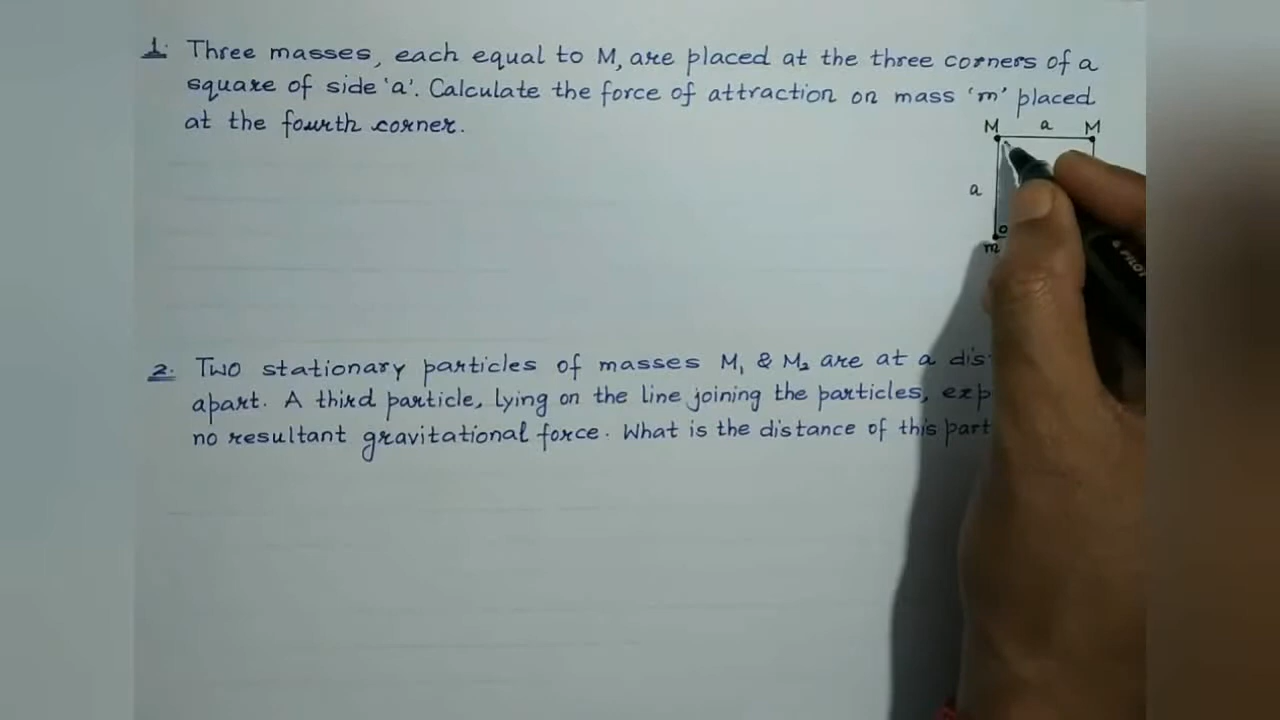 1. Three masses, each equal to M, are placed at the three corners of a
square of side 'a'. Calculate the force of attraction on mass 'm' placed
at the fourth corner.
M a M
a
O
m
PILOT
2. Two stationary particles of masses M₁ & M₂ are at a dis
apart. A third particle, lying on the line joining the particles, exp
no resultant gravitational force. What is the distance of this part